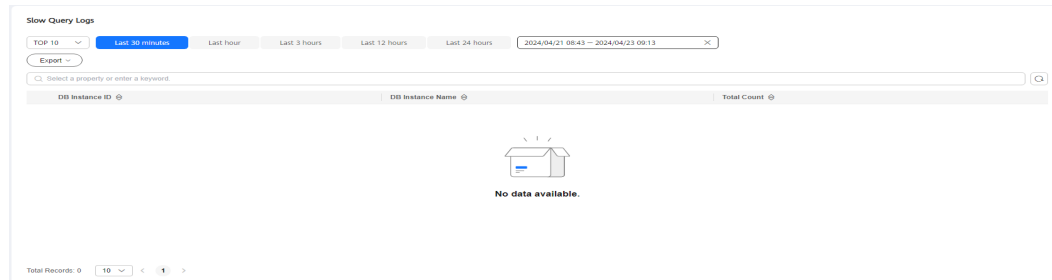 Slow Query Logs
TOP 10 Last 30 minutes Last hour Last 3 hours Last 12 hours Last 24 hours 2024/04/21 08:43 — 2024/04/23 09:13
Export
Select a property or enter a keyword.
DB Instance ID DB Instance Name Total Count
No data available.
Total Records: 0 10 < 1 >